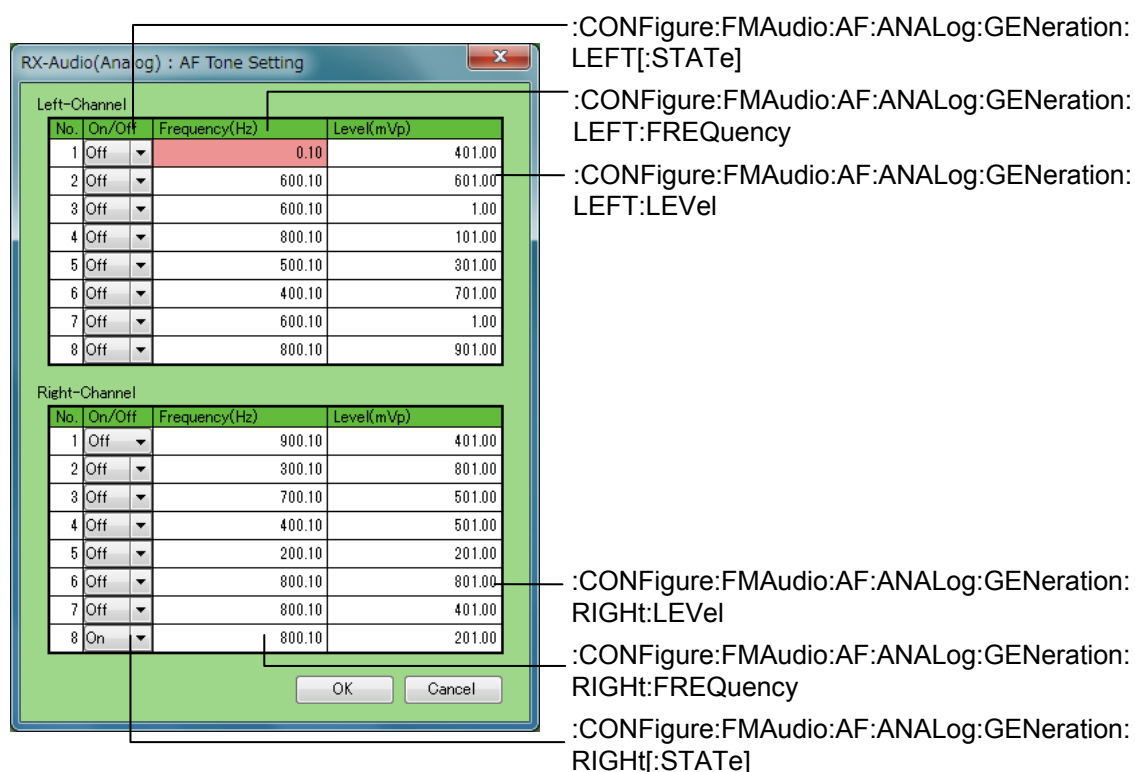 :CONFigure:FMAudio:AF:ANALog:GENeration:
LEFT[:STATe]
RX-Audio(Analog) : AF Tone Setting
:CONFigure:FMAudio:AF:ANALog:GENeration:
LEFT:FREQuency
:CONFigure:FMAudio:AF:ANALog:GENeration:
LEFT:LEVel
Left-Channel
No. On/Off Frequency(Hz) Level(mVp)
1 Off 0.10 401.00
2 Off 600.10 601.00
3 Off 600.10 1.00
4 Off 800.10 101.00
5 Off 500.10 301.00
6 Off 400.10 701.00
7 Off 600.10 1.00
8 Off 800.10 901.00
Right-Channel
No. On/Off Frequency(Hz) Level(mVp)
1 Off 900.10 401.00
2 Off 300.10 801.00
3 Off 700.10 501.00
4 Off 400.10 501.00
5 Off 200.10 201.00
6 Off 800.10 801.00
7 Off 800.10 401.00
8 On 800.10 201.00
:CONFigure:FMAudio:AF:ANALog:GENeration:
RIGHt:LEVel
:CONFigure:FMAudio:AF:ANALog:GENeration:
RIGHt:FREQuency
OK Cancel
:CONFigure:FMAudio:AF:ANALog:GENeration:
RIGHt[:STATe]